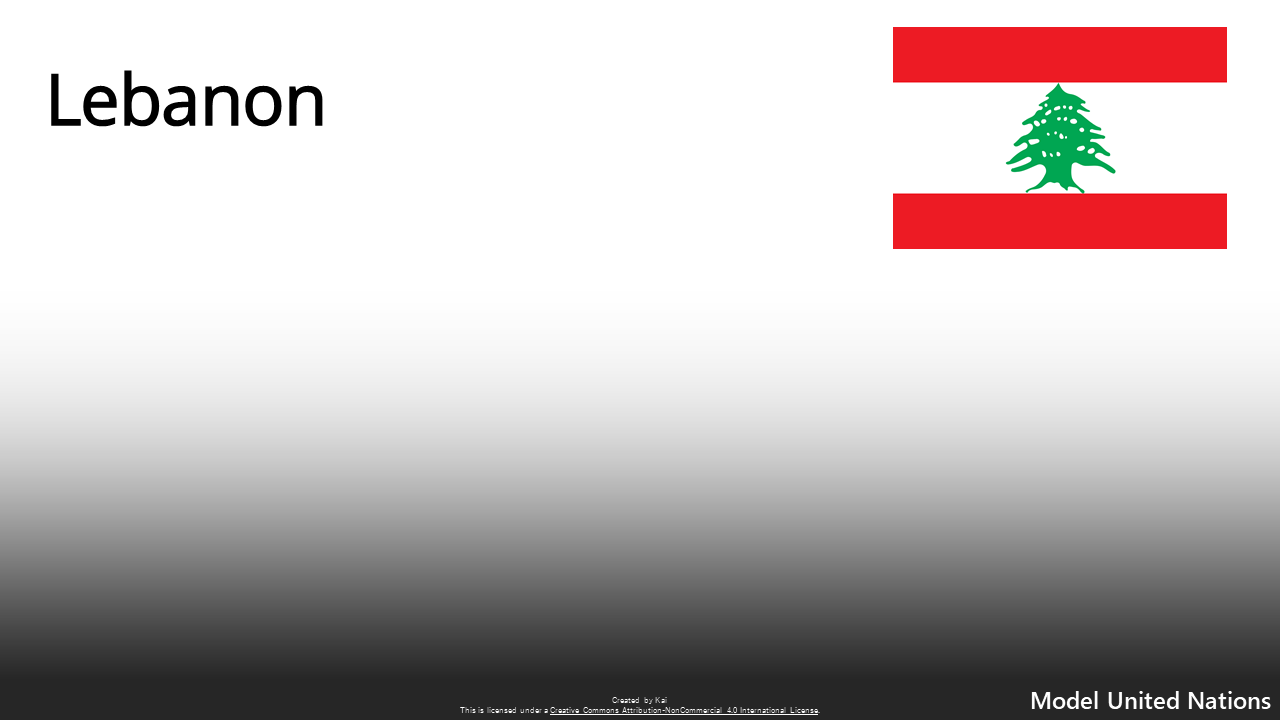 Lebanon
Created by Kai
This is licensed under a Creative Commons Attribution-NonCommercial 4.0 International License.
Model United Nations